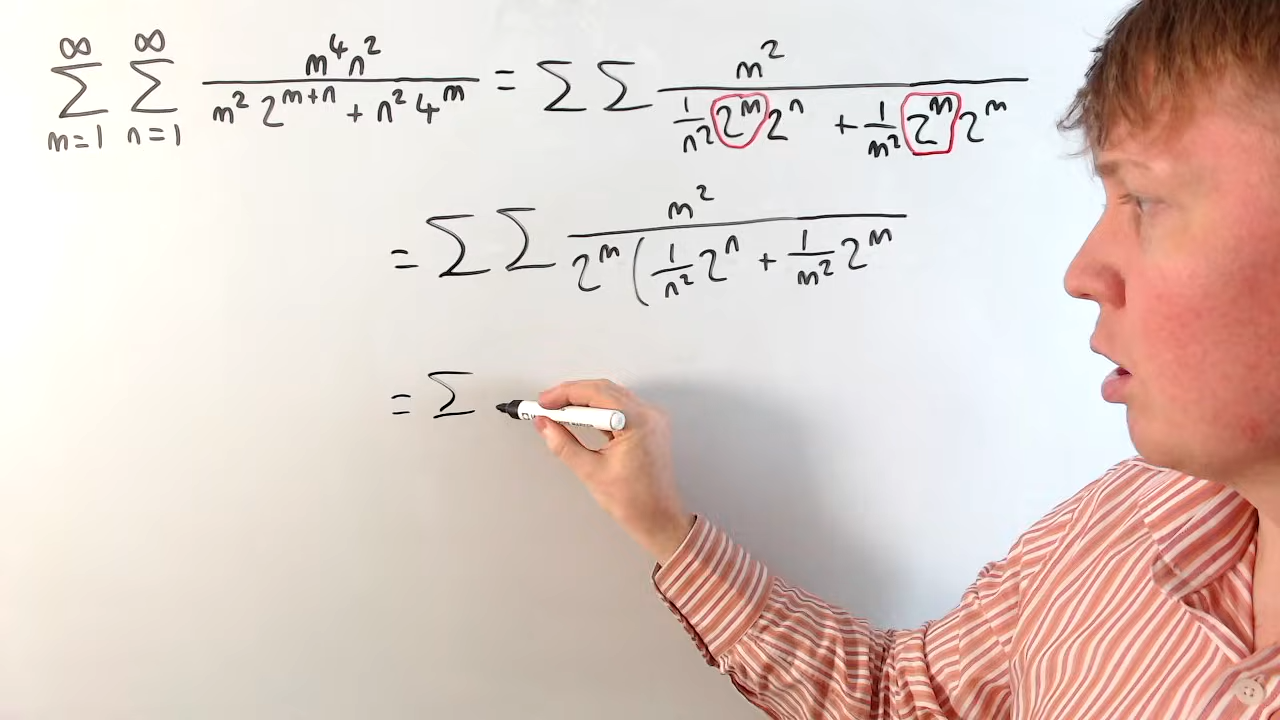 ∞ ∞
Σ Σ m⁴n² / (m² 2^(m+n) + n² 4^m) = Σ Σ m² / (1/n² 2^m 2^n + 1/m² 2^m 2^m)
m=1 n=1
= Σ Σ m² / (2^m (1/n² 2^n + 1/m² 2^m
= Σ